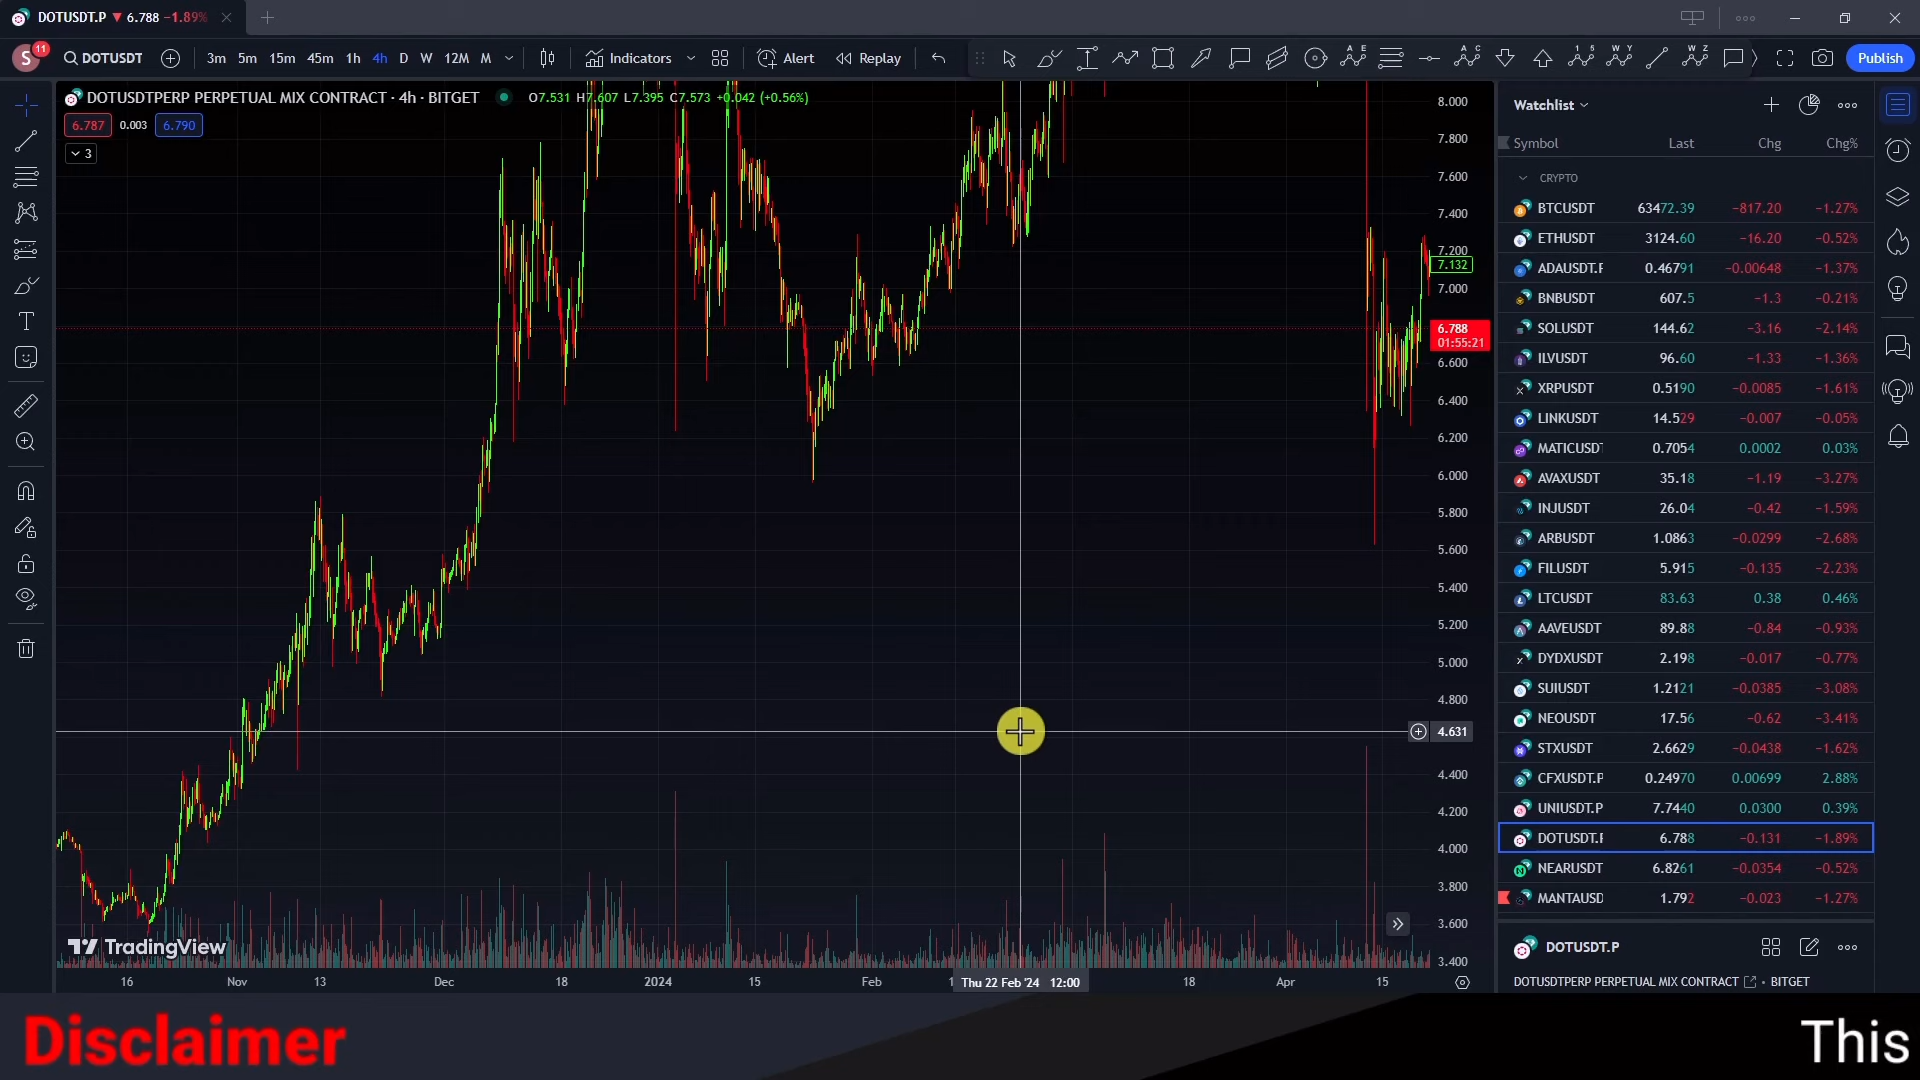 DOTUSDT.P ▼ 6.788 −1.89%
S 11 DOTUSDT 3m 5m 15m 45m 1h 4h D W 12M M Indicators Alert Replay Publish
DOTUSDTPERP PERPETUAL MIX CONTRACT · 4h · BITGET O7.531 H7.607 L7.395 C7.573 +0.042 (+0.56%)
6.787 0.003 6.790
3
8.000
7.800
7.600
7.400
7.200
7.132
7.000
6.788
01:55:21
6.600
6.400
6.200
6.000
5.800
5.600
5.400
5.200
5.000
4.800
4.631
4.400
4.200
4.000
3.800
3.600
3.400
TradingView
16 Nov 13 Dec 18 2024 15 Feb Thu 22 Feb '24 12:00 18 Apr 15
Watchlist
Symbol Last Chg Chg%
CRYPTO
BTCUSDT 63472.39 −817.20 −1.27%
ETHUSDT 3124.60 −16.20 −0.52%
ADAUSDT.F 0.46791 −0.00648 −1.37%
BNBUSDT 607.5 −1.3 −0.21%
SOLUSDT 144.62 −3.16 −2.14%
ILVUSDT 96.60 −1.33 −1.36%
XRPUSDT 0.5190 −0.0085 −1.61%
LINKUSDT 14.529 −0.007 −0.05%
MATICUSDT 0.7054 0.0002 0.03%
AVAXUSDT 35.18 −1.19 −3.27%
INJUSDT 26.04 −0.42 −1.59%
ARBUSDT 1.0863 −0.0299 −2.68%
FILUSDT 5.915 −0.135 −2.23%
LTCUSDT 83.63 0.38 0.46%
AAVEUSDT 89.88 −0.84 −0.93%
DYDXUSDT 2.198 −0.017 −0.77%
SUIUSDT 1.2121 −0.0385 −3.08%
NEOUSDT 17.56 −0.62 −3.41%
STXUSDT 2.6629 −0.0438 −1.62%
CFXUSDT.P 0.24970 0.00699 2.88%
UNIUSDT.P 7.7440 0.0300 0.39%
DOTUSDT.F 6.788 −0.131 −1.89%
NEARUSDT 6.8261 −0.0354 −0.52%
MANTAUSD 1.792 −0.023 −1.27%
DOTUSDT.P
DOTUSDTPERP PERPETUAL MIX CONTRACT • BITGET
Disclaimer
This